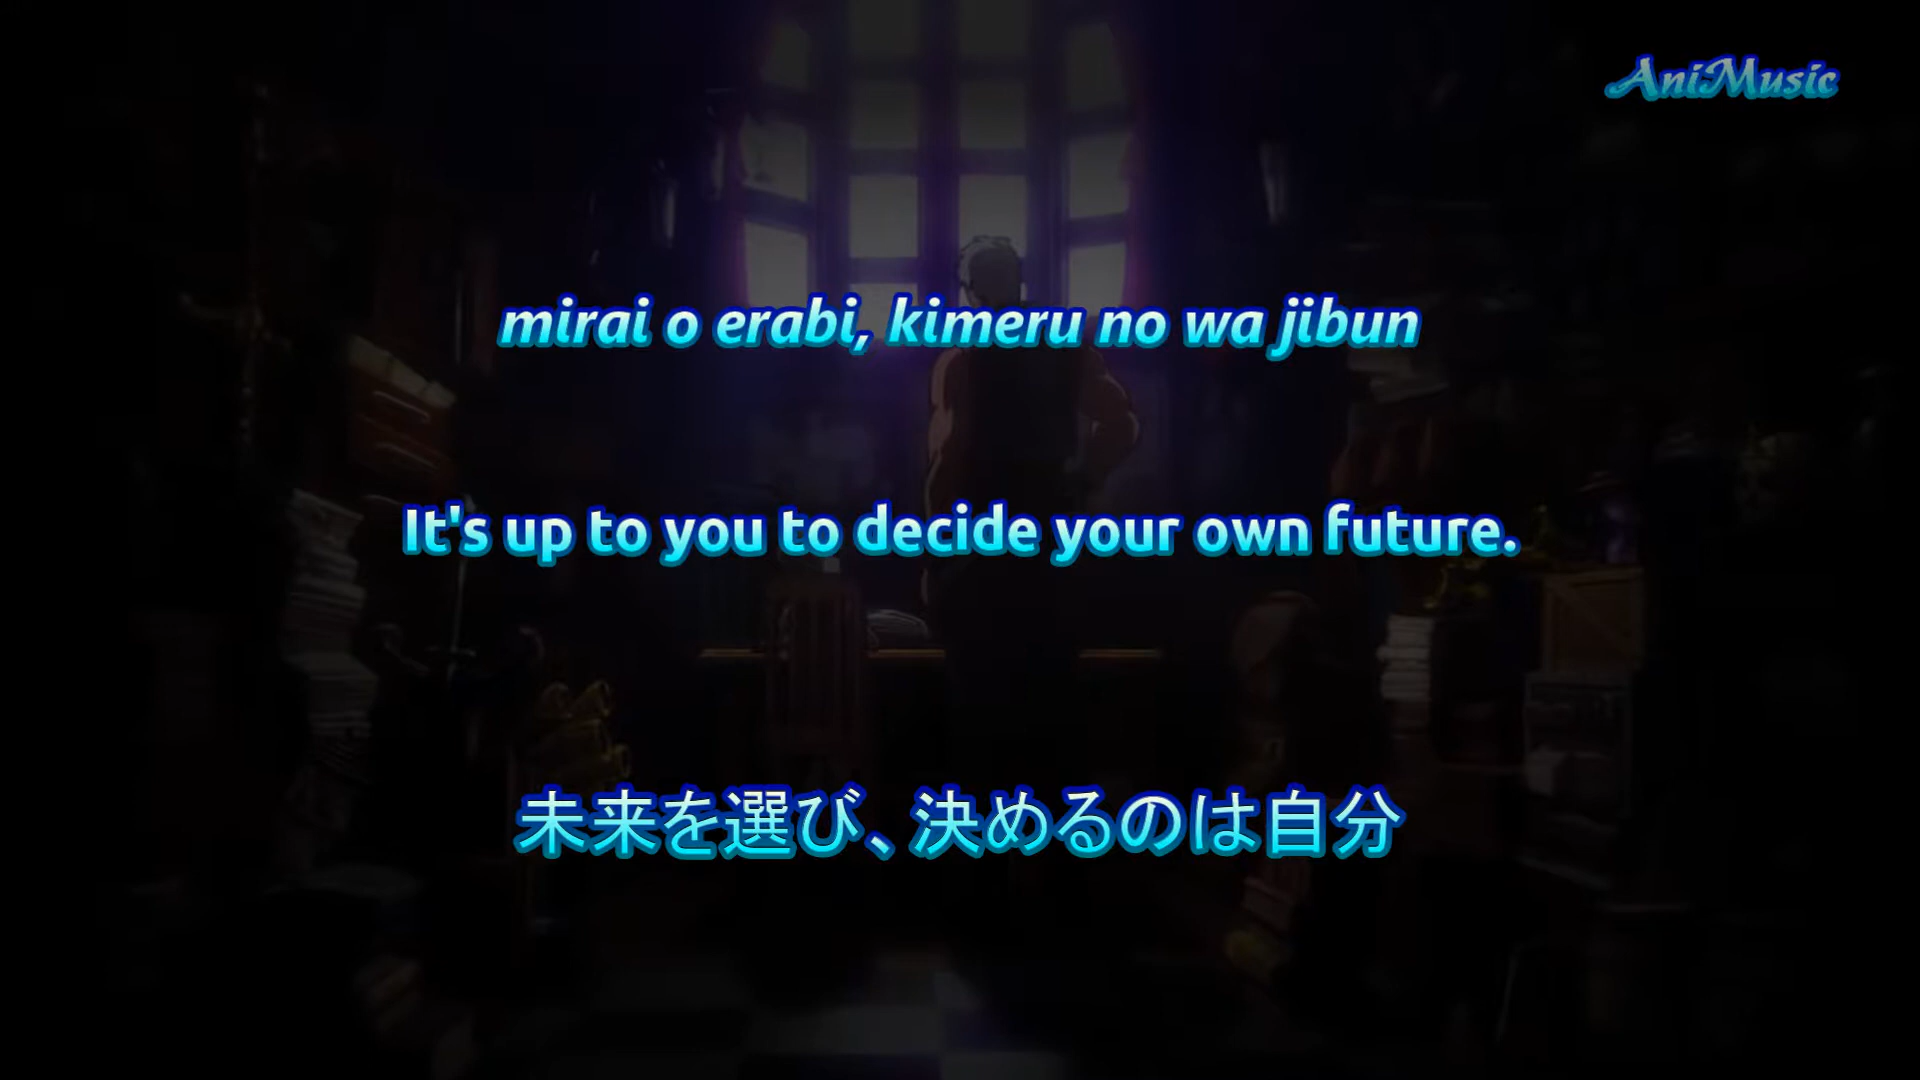 AniMusic
mirai o erabi, kimeru no wa jibun
It's up to you to decide your own future.
未来を選び、決めるのは自分